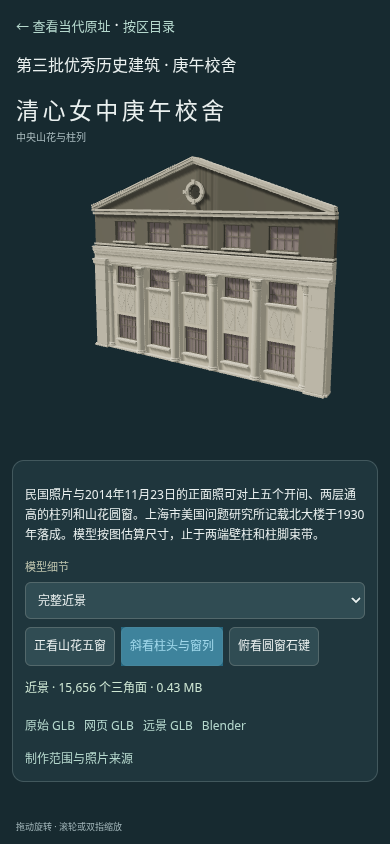 ← 查看当代原址 · 按区目录
第三批优秀历史建筑 · 庚午校舍
清心女中庚午校舍
中央山花与柱列
民国照片与2014年11月23日的正面照可对上五个开间、两层通
高的柱列和山花圆窗。上海市美国问题研究所记载北大楼于1930
年落成。模型按图估算尺寸，止于两端壁柱和柱脚束带。
模型细节
完整近景
正看山花五窗 斜看柱头与窗列 俯看圆窗石键
近景 · 15,656 个三角面 · 0.43 MB
原始 GLB 网页 GLB 远景 GLB Blender
制作范围与照片来源
拖动旋转 · 滚轮或双指缩放